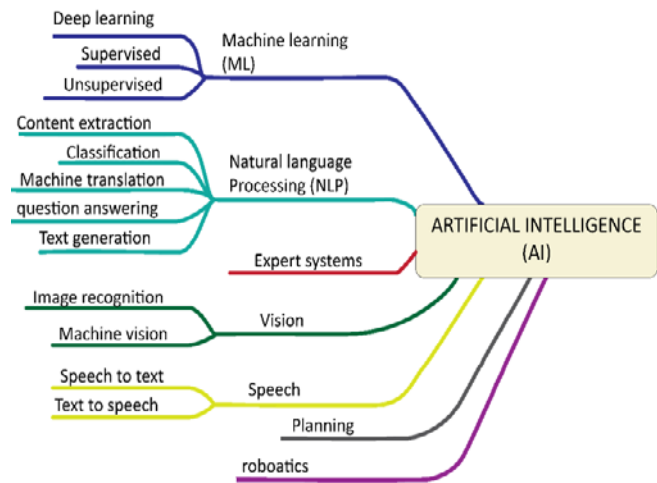 Deep learning
Supervised
Unsupervised
Machine learning
(ML)
Content extraction
Classification
Machine translation
question answering
Text generation
Natural language
Processing (NLP)
ARTIFICIAL INTELLIGENCE
(AI)
Expert systems
Image recognition
Machine vision
Vision
Speech to text
Text to speech
Speech
Planning
roboatics